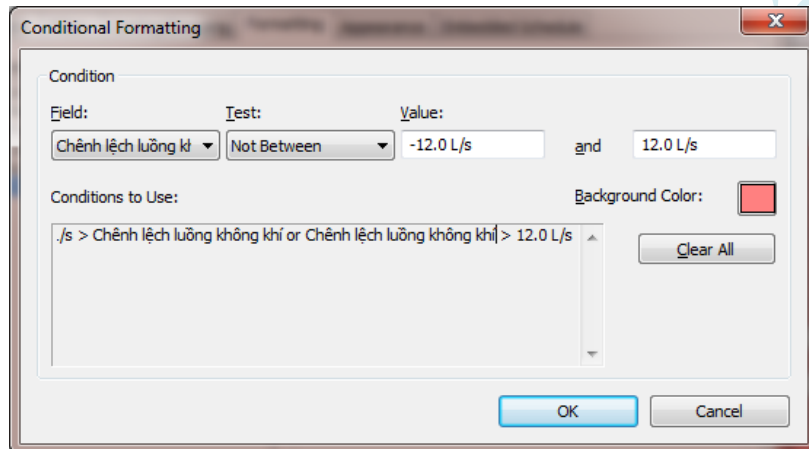 Conditional Formatting
Condition
Field: Test: Value:
Chênh lệch luồng kh Not Between -12.0 L/s and 12.0 L/s
Conditions to Use: Background Color:
./s > Chênh lệch luồng không khí or Chênh lệch luồng không khí > 12.0 L/s
Clear All
OK Cancel